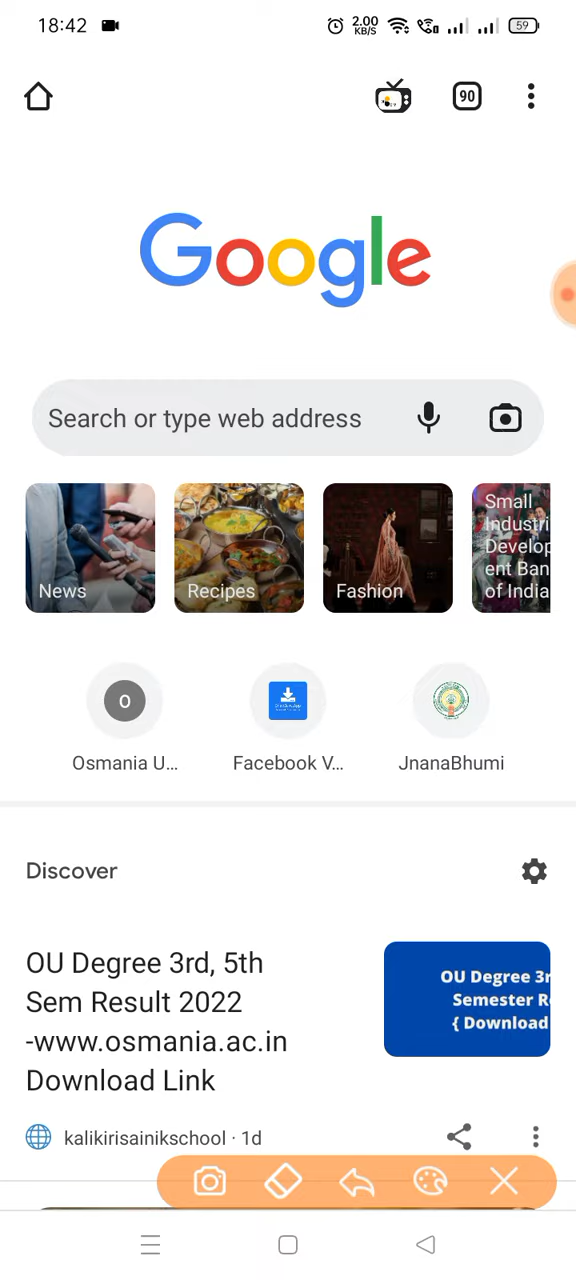 18:42
2.00
KB/S
59
90
Google
Search or type web address
News
Recipes
Fashion
Small
Industri
Develop
ent Ban
of India
O
Osmania U...
Facebook V...
JnanaBhumi
Discover
OU Degree 3rd, 5th
Sem Result 2022
-www.osmania.ac.in
Download Link
OU Degree 3r
Semester R
{ Download
kalikirisainikschool · 1d